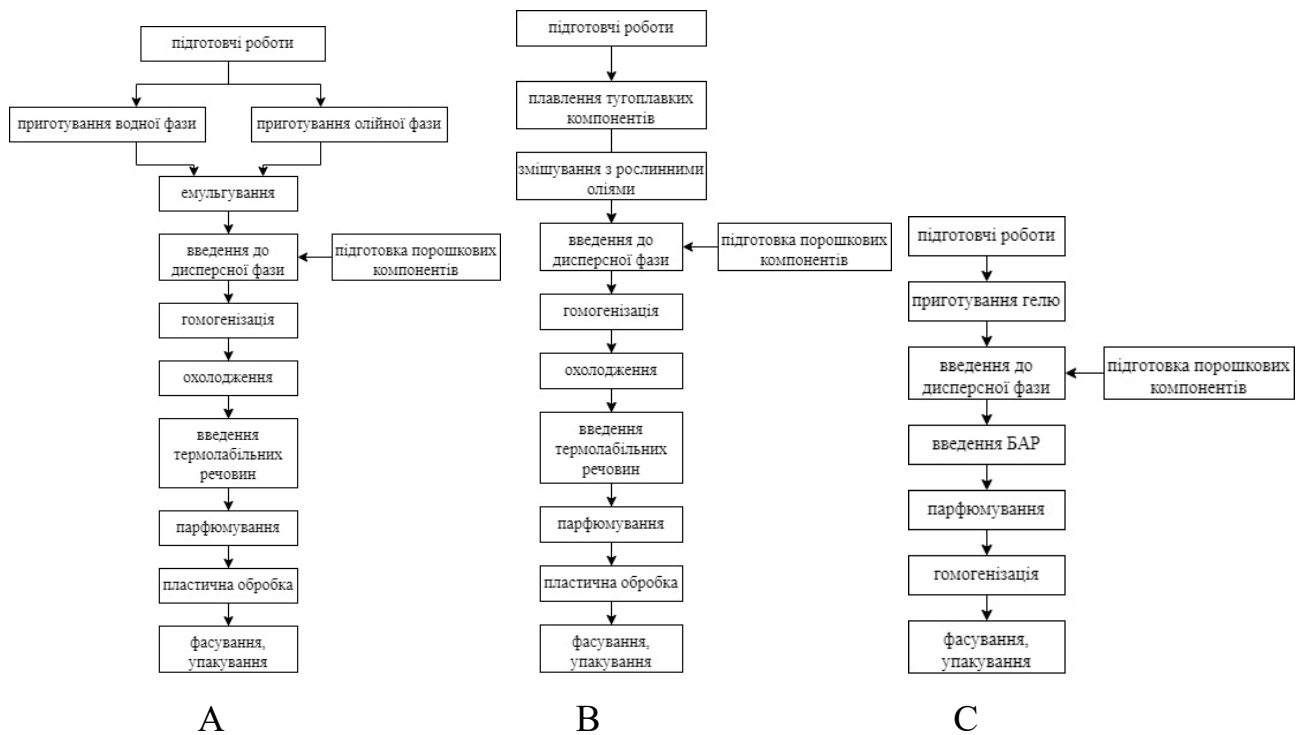 підготовчі роботи
приготування водної фази
приготування олійної фази
емульгування
введення до
дисперсної фази
підготовка порошкових
компонентів
гомогенізація
охолодження
введення
термолабільних
речовин
парфюмування
пластична обробка
фасування,
упакування
A
підготовчі роботи
плавлення тугоплавких
компонентів
змішування з рослинними
оліями
введення до
дисперсної фази
підготовка порошкових
компонентів
гомогенізація
охолодження
введення
термолабільних
речовин
парфюмування
пластична обробка
фасування,
упакування
B
підготовчі роботи
приготування гелю
введення до
дисперсної фази
підготовка порошкових
компонентів
введення БАР
парфюмування
гомогенізація
фасування,
упакування
C